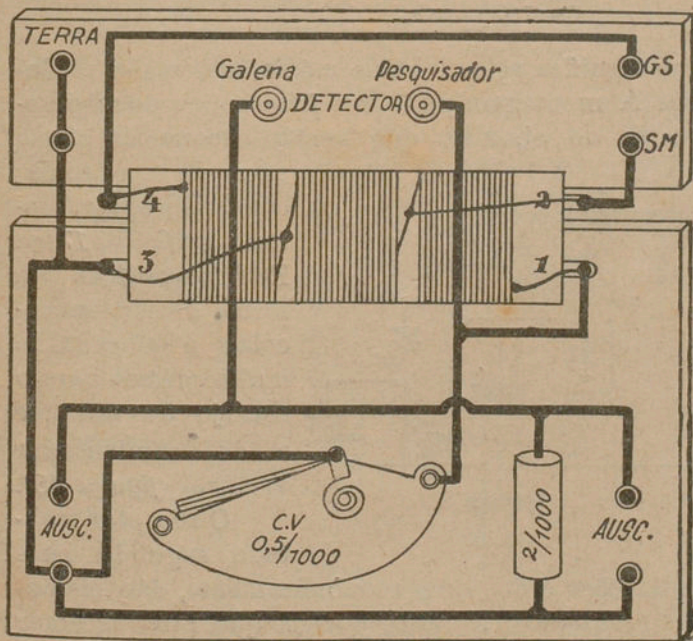 TERRA
Galena
Pesquisador
DETECTOR
GS
SM
4
2
3
1
AUSC.
C.V
0,5/1000
2/1000
AUSC.